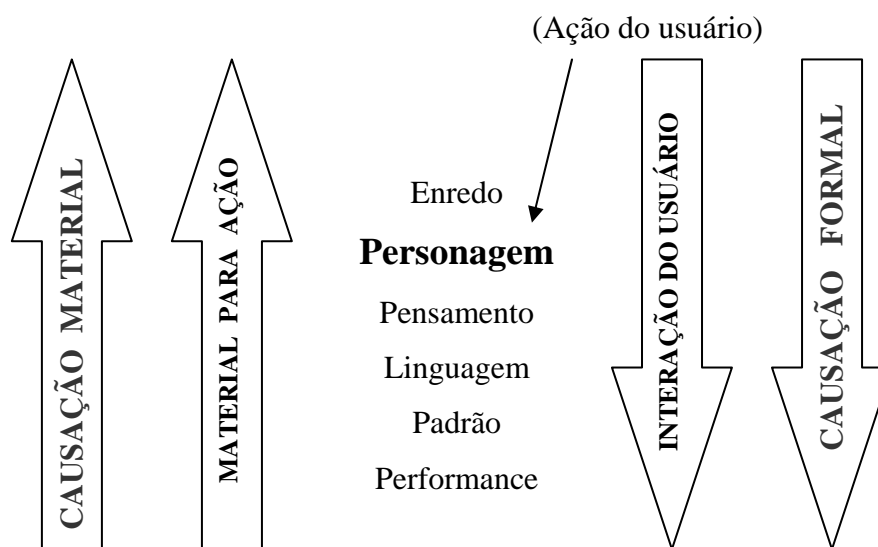 (Ação do usuário)
CAUSAÇÃO MATERIAL
MATERIAL PARA AÇÃO
Enredo
Personagem
Pensamento
Linguagem
Padrão
Performance
INTERAÇÃO DO USUÁRIO
CAUSAÇÃO FORMAL